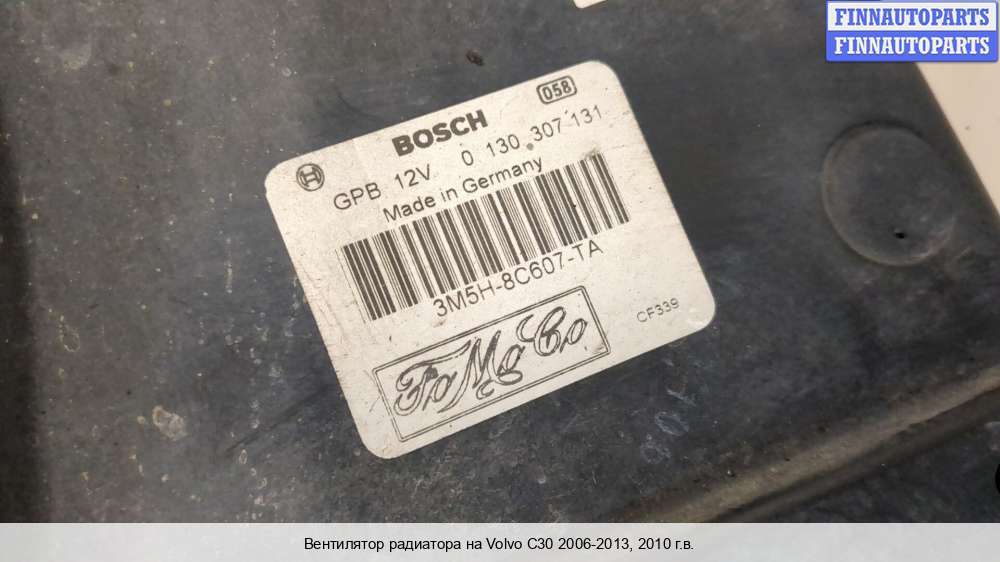 FINNAUTOPARTS
FINNAUTOPARTS
058
BOSCH
GPB 12V 0 130 307 131
Made in Germany
3M5H-8C607-TA
CF339
FoMoCo
Вентилятор радиатора на Volvo C30 2006-2013, 2010 г.в.